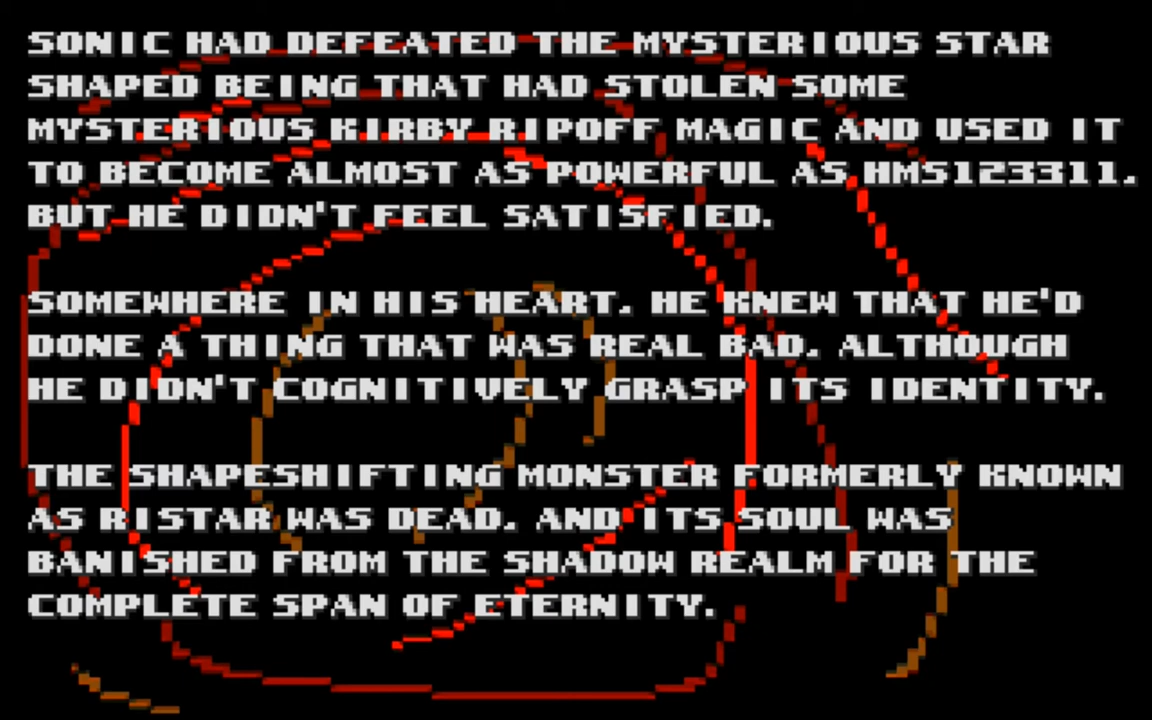 SONIC HAD DEFEATED THE MYSTERIOUS STAR
SHAPED BEING THAT HAD STOLEN SOME
MYSTERIOUS KIRBY RIPOFF MAGIC AND USED IT
TO BECOME ALMOST AS POWERFUL AS HMS123311.
BUT HE DIDN'T FEEL SATISFIED.
SOMEWHERE IN HIS HEART, HE KNEW THAT HE'D
DONE A THING THAT WAS REAL BAD, ALTHOUGH
HE DIDN'T COGNITIVELY GRASP ITS IDENTITY.
THE SHAPESHIFTING MONSTER FORMERLY KNOWN
AS RISTAR WAS DEAD, AND ITS SOUL WAS
BANISHED FROM THE SHADOW REALM FOR THE
COMPLETE SPAN OF ETERNITY.